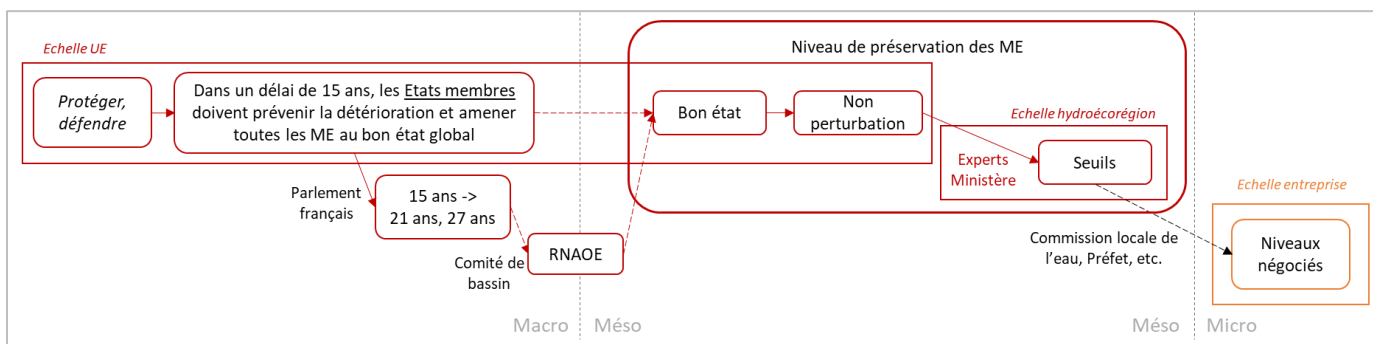 Echelle UE
Niveau de préservation des ME
Protéger,
défendre
Dans un délai de 15 ans, les Etats membres
doivent prévenir la détérioration et amener
toutes les ME au bon état global
Bon état
Non
perturbation
Echelle hydroécorégion
Experts
Ministère
Seuils
Parlement
français
15 ans ->
21 ans, 27 ans
Comité de
bassin
RNAOE
Commission locale de
l'eau, Préfet, etc.
Echelle entreprise
Niveaux
négociés
Macro
Méso
Méso
Micro